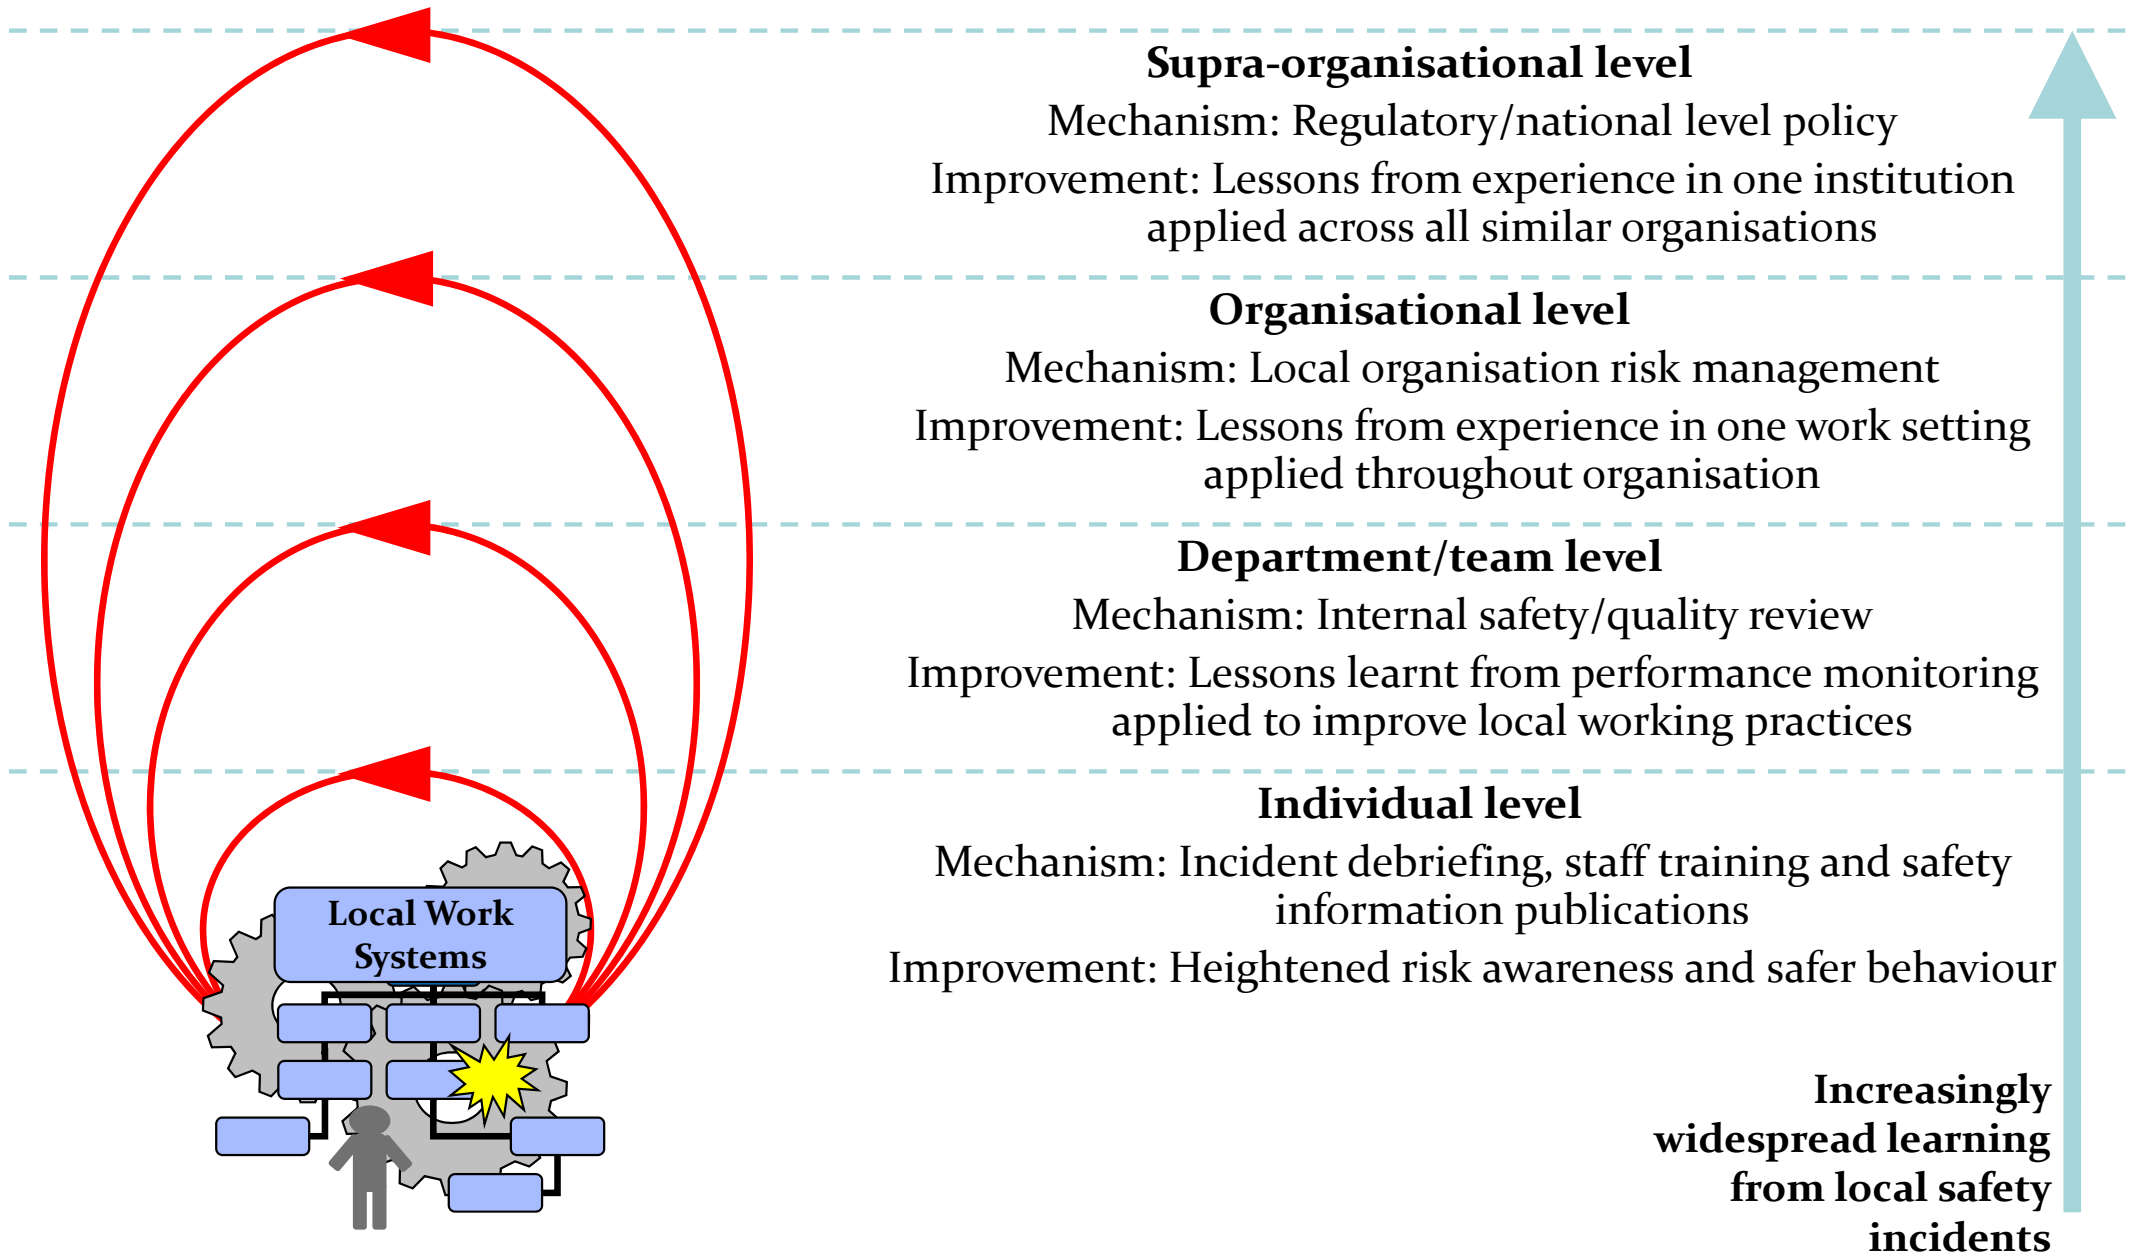 Supra-organisational level
Mechanism: Regulatory/national level policy
Improvement: Lessons from experience in one institution
applied across all similar organisations
Organisational level
Mechanism: Local organisation risk management
Improvement: Lessons from experience in one work setting
applied throughout organisation
Department/team level
Mechanism: Internal safety/quality review
Improvement: Lessons learnt from performance monitoring
applied to improve local working practices
Individual level
Mechanism: Incident debriefing, staff training and safety
information publications
Improvement: Heightened risk awareness and safer behaviour
Local Work
Systems
Increasingly
widespread learning
from local safety
incidents